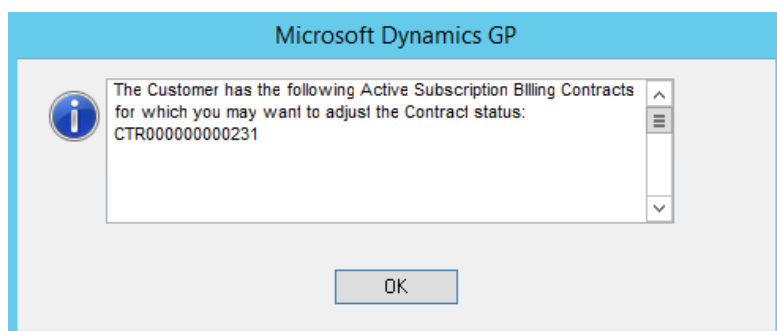 Microsoft Dynamics GP
The Customer has the following Active Subscription BIlling Contracts
for which you may want to adjust the Contract status:
CTR000000000231
OK